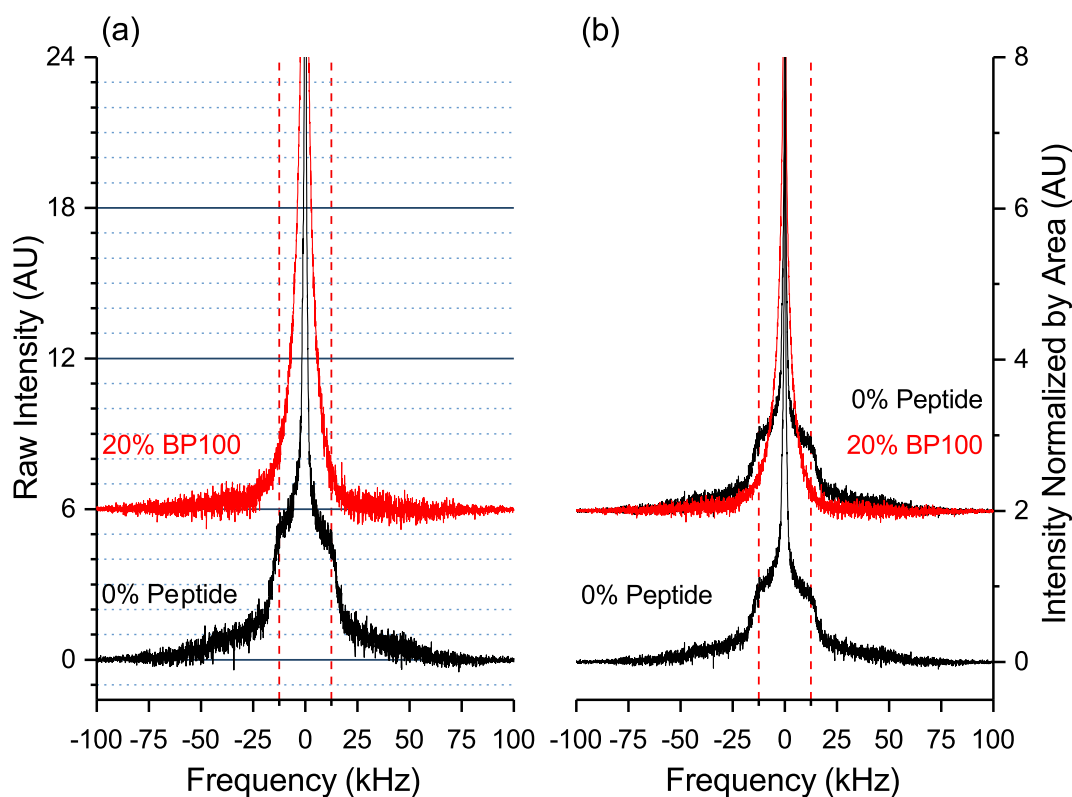 (a)
24
18
12
6
0
Raw Intensity (AU)
20% BP100
0% Peptide
-100 -75 -50 -25 0 25 50 75 100
Frequency (kHz)
(b)
8
6
4
2
0
Intensity Normalized by Area (AU)
0% Peptide
20% BP100
0% Peptide
-100 -75 -50 -25 0 25 50 75 100
Frequency (kHz)